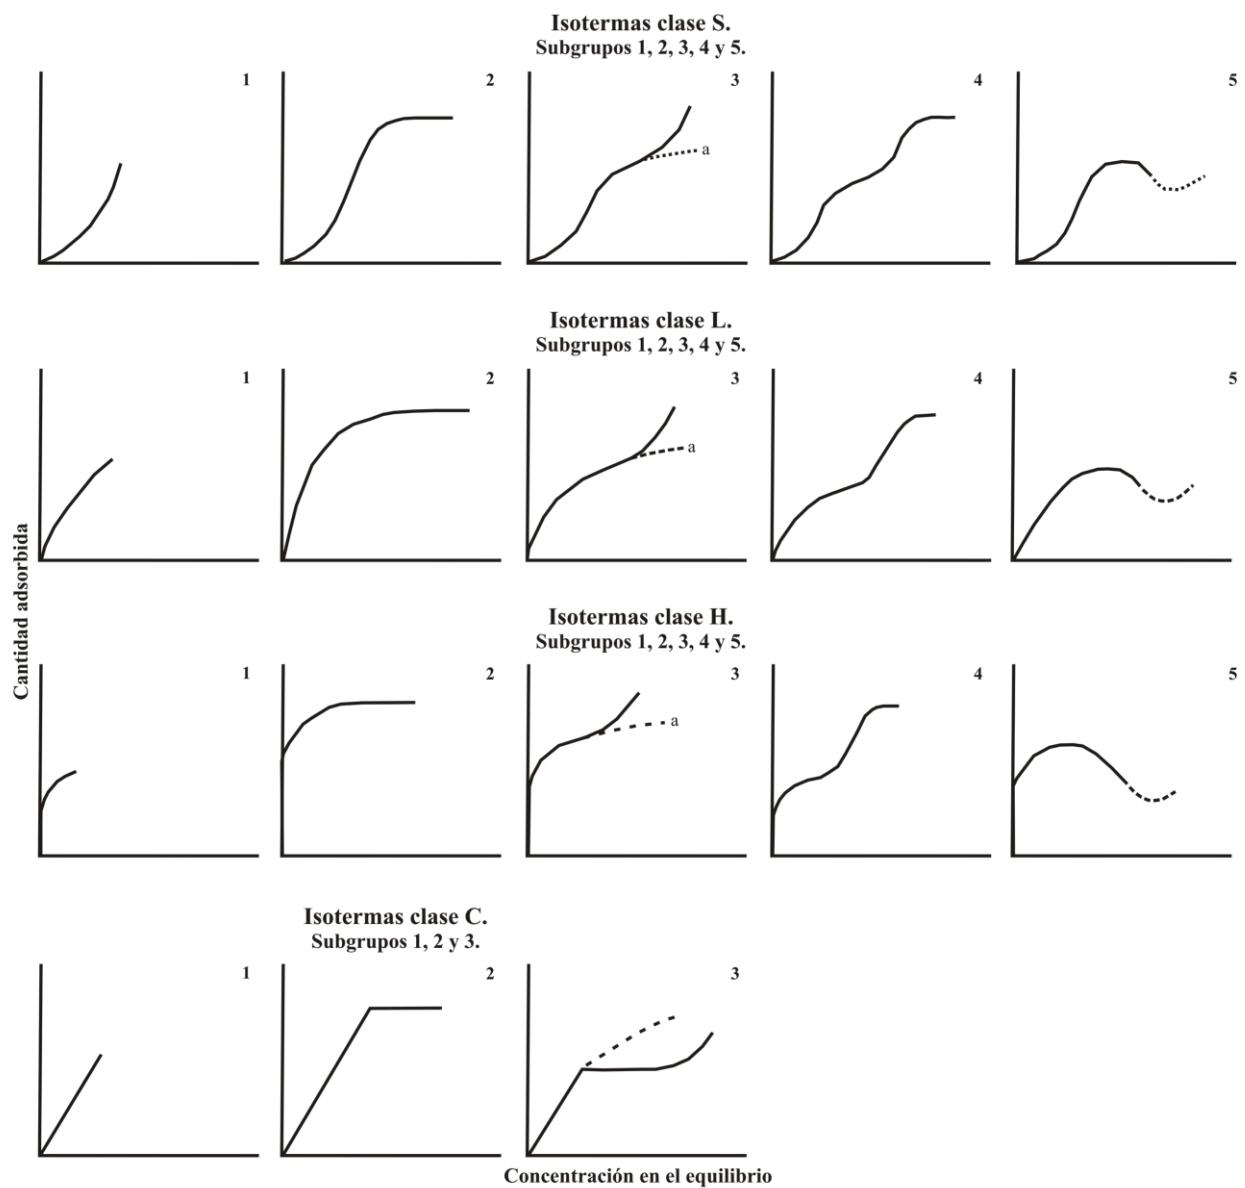 Isotermas clase S.
Subgrupos 1, 2, 3, 4 y 5.
1
2
3
4
5
a
Isotermas clase L.
Subgrupos 1, 2, 3, 4 y 5.
1
2
3
4
5
a
Cantidad adsorbida
Isotermas clase H.
Subgrupos 1, 2, 3, 4 y 5.
1
2
3
4
5
a
Isotermas clase C.
Subgrupos 1, 2 y 3.
1
2
3
Concentración en el equilibrio